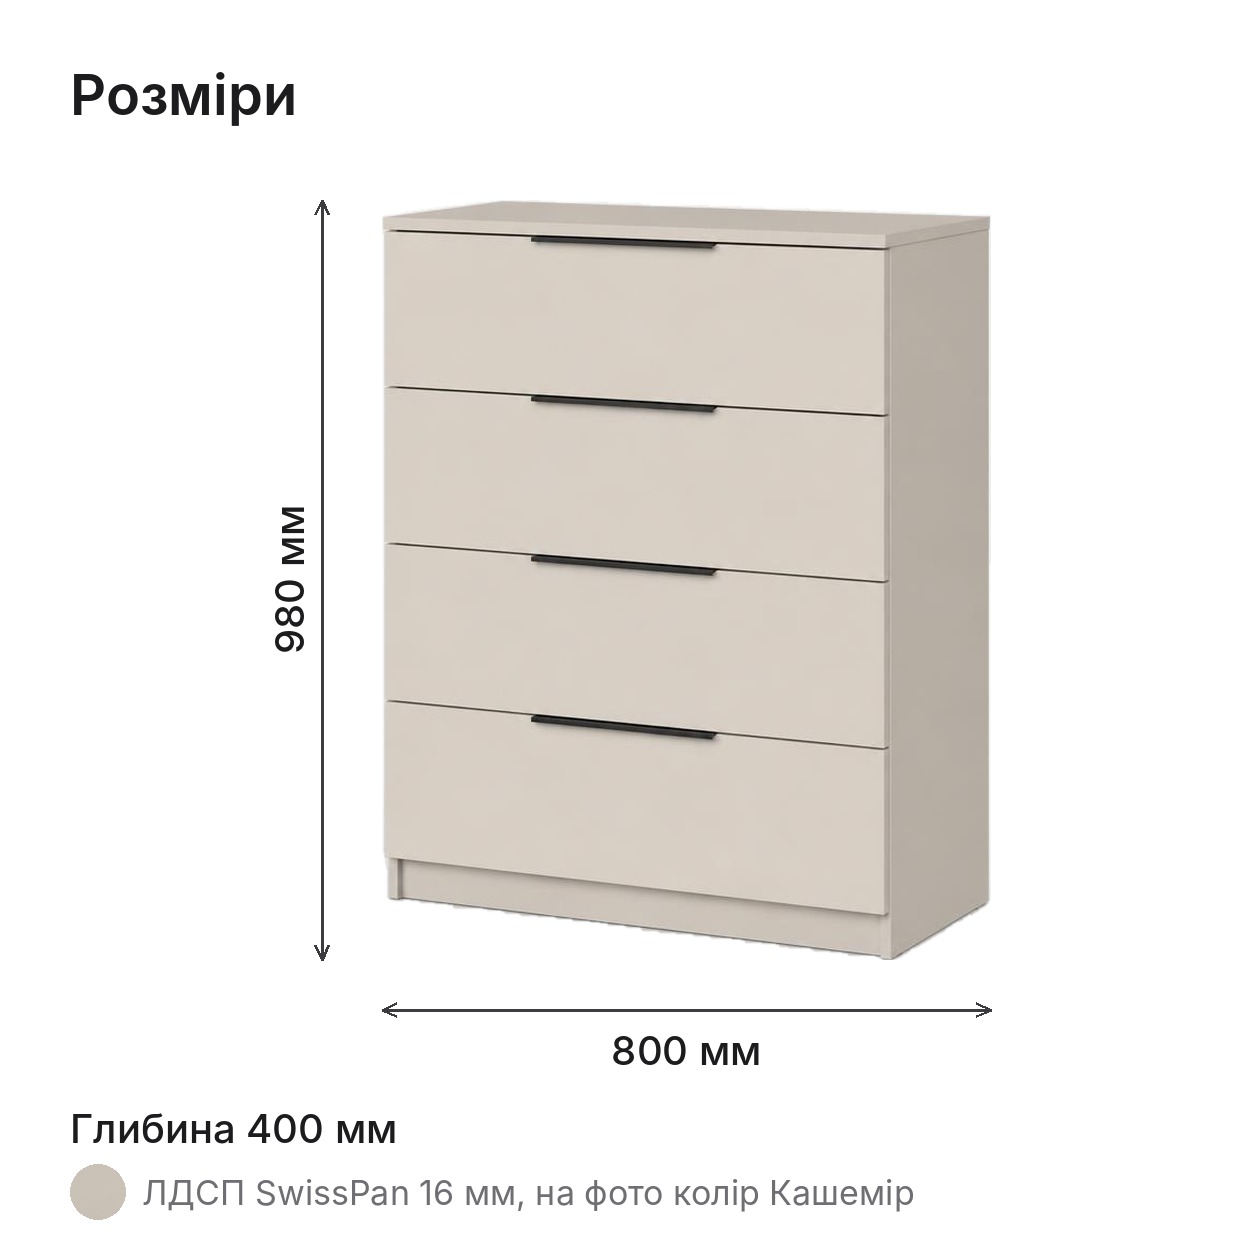 Розміри
980 мм
800 мм
Глибина 400 мм
ЛДСП SwissPan 16 мм, на фото колір Кашемір